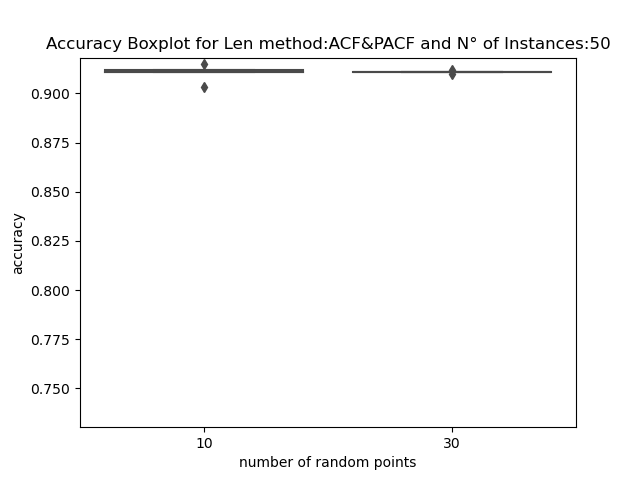 Accuracy Boxplot for Len method:ACF&PACF and N° of Instances:50
0.900
0.875
0.850
0.825
0.800
0.775
0.750
accuracy
10 30
number of random points